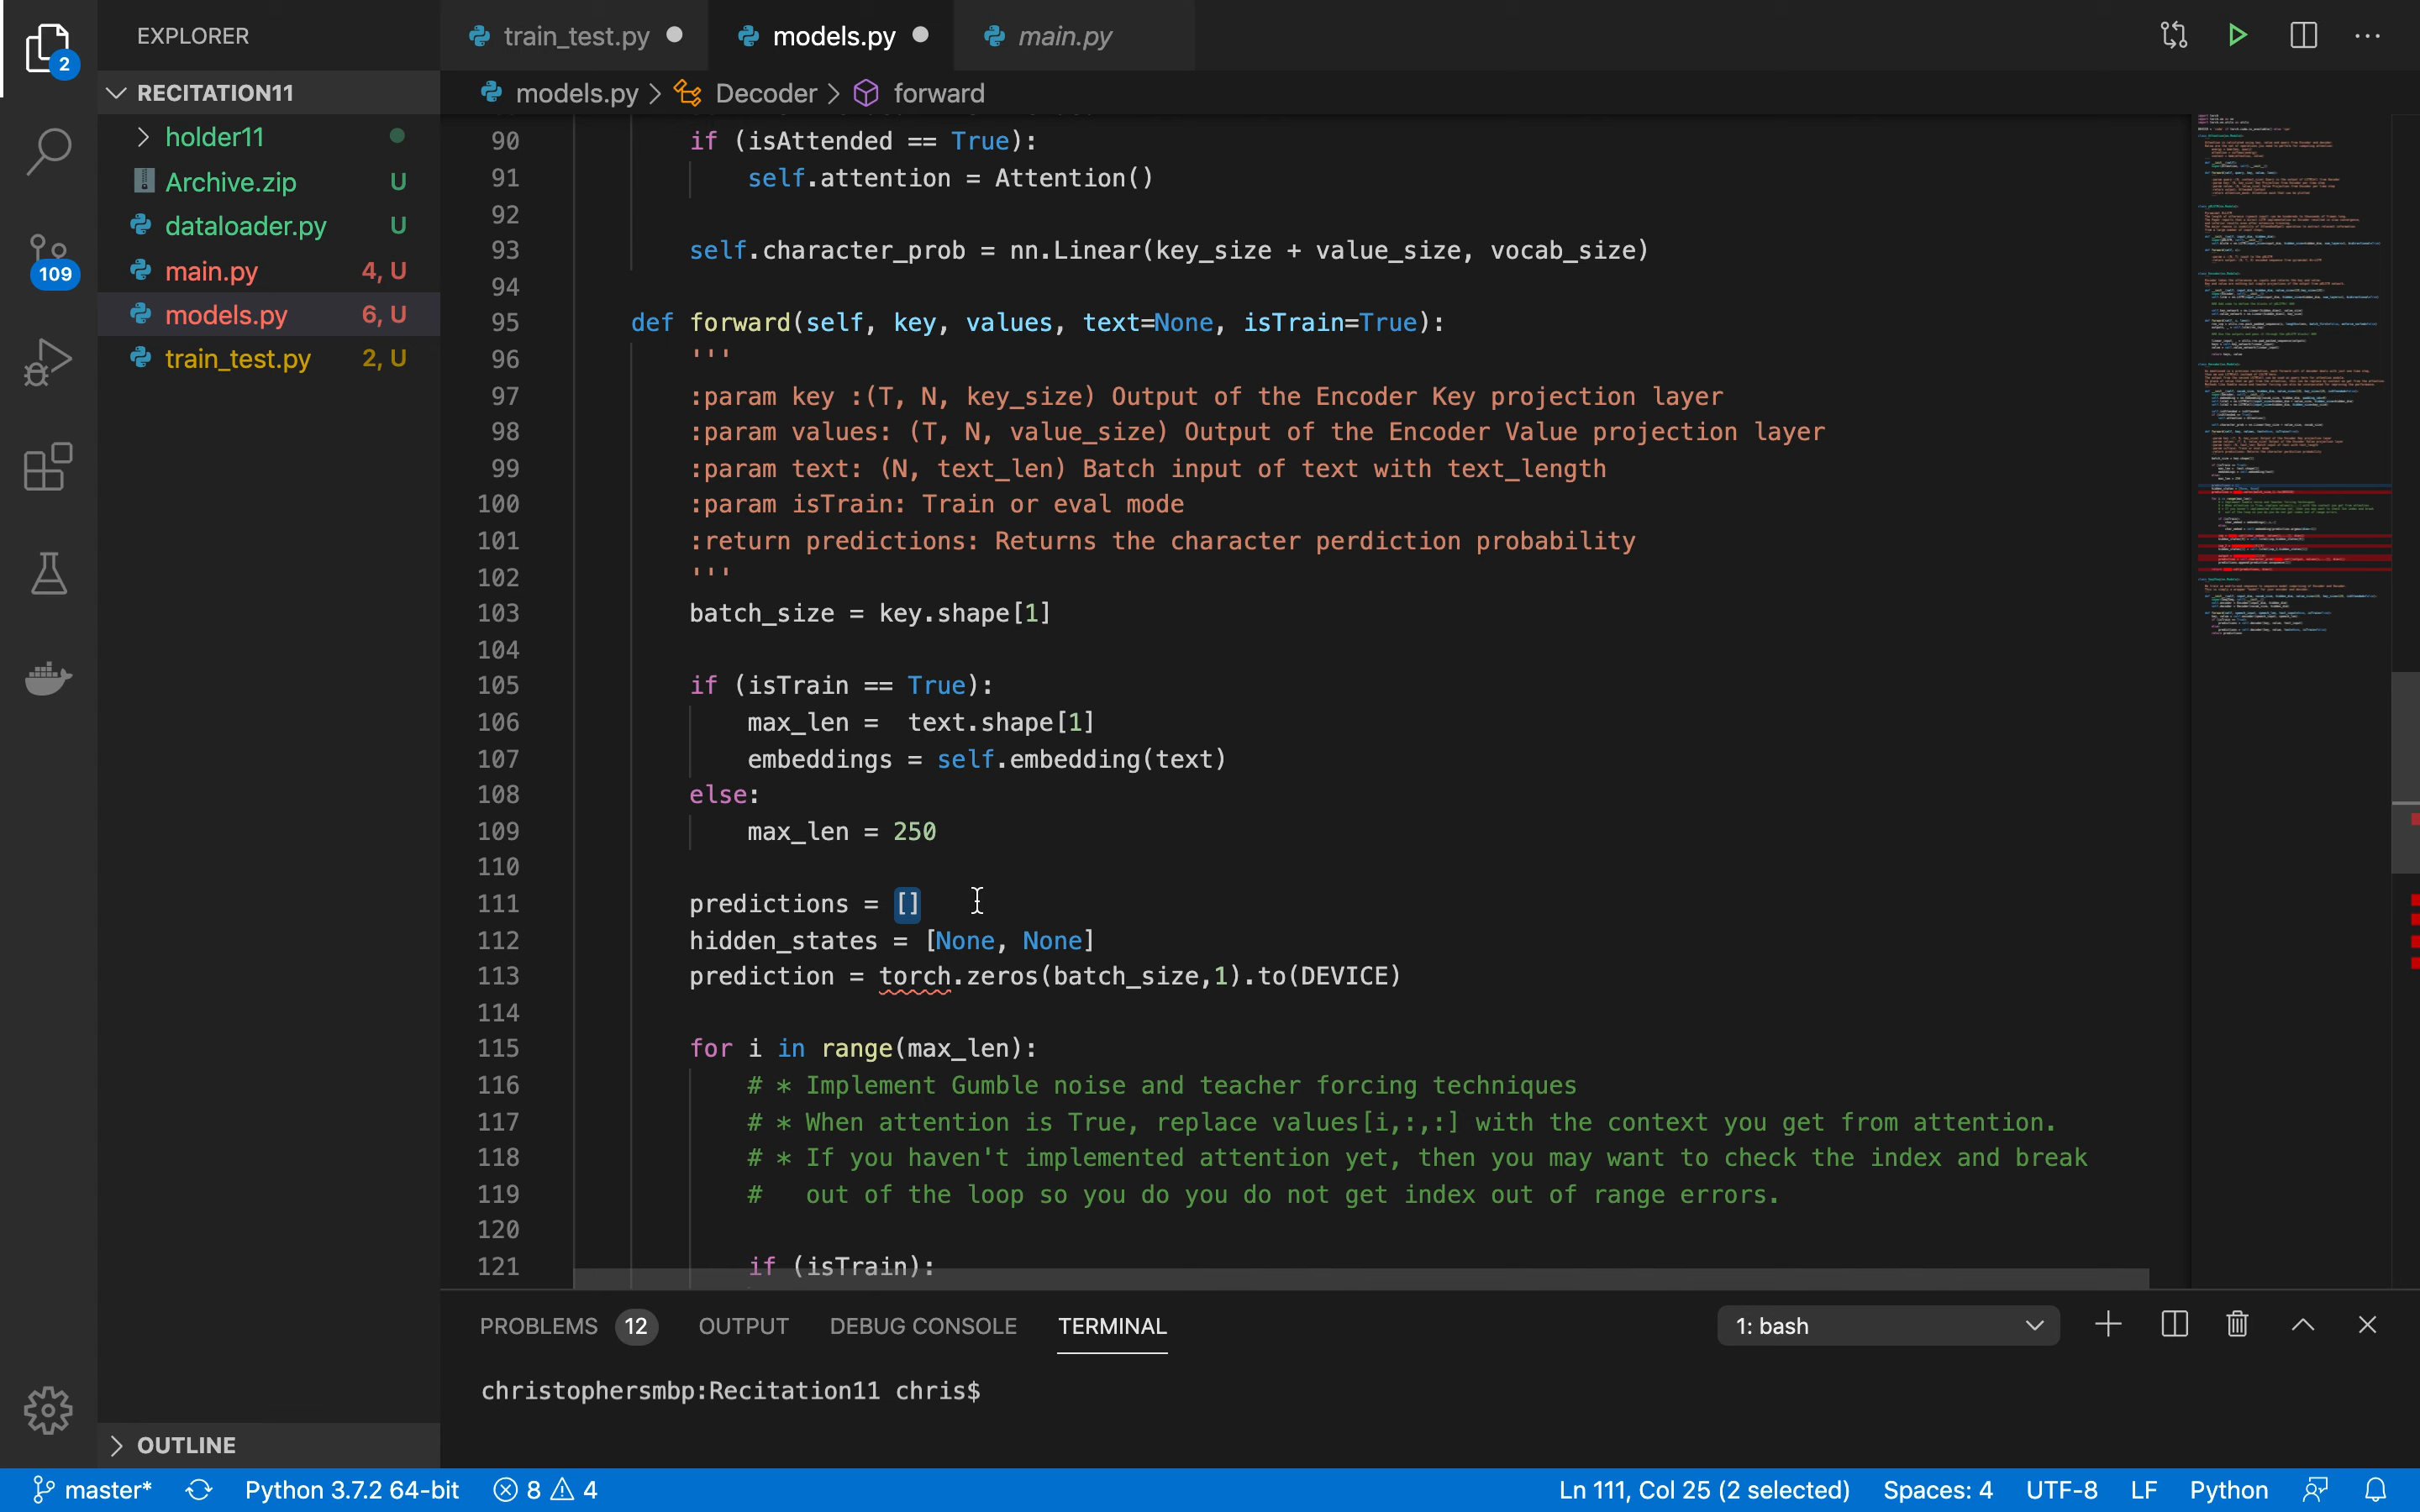 EXPLORER
train_test.py
models.py
main.py
2
RECITATION11
models.py > Decoder > forward
holder11
Archive.zip U
dataloader.py U
main.py 4, U
models.py 6, U
train_test.py 2, U
109
90 if (isAttended == True):
91 self.attention = Attention()
92
93 self.character_prob = nn.Linear(key_size + value_size, vocab_size)
94
95 def forward(self, key, values, text=None, isTrain=True):
96 '''
97 :param key :(T, N, key_size) Output of the Encoder Key projection layer
98 :param values: (T, N, value_size) Output of the Encoder Value projection layer
99 :param text: (N, text_len) Batch input of text with text_length
100 :param isTrain: Train or eval mode
101 :return predictions: Returns the character perdiction probability
102 '''
103 batch_size = key.shape[1]
104
105 if (isTrain == True):
106 max_len =  text.shape[1]
107 embeddings = self.embedding(text)
108 else:
109 max_len = 250
110
111 predictions = []
112 hidden_states = [None, None]
113 prediction = torch.zeros(batch_size,1).to(DEVICE)
114
115 for i in range(max_len):
116 # * Implement Gumble noise and teacher forcing techniques
117 # * When attention is True, replace values[i,:,:] with the context you get from attention.
118 # * If you haven't implemented attention yet, then you may want to check the index and break
119 #   out of the loop so you do you do not get index out of range errors.
120
121 if (isTrain):
PROBLEMS 12 OUTPUT DEBUG CONSOLE TERMINAL 1: bash
christophersmbp:Recitation11 chris$
OUTLINE
master* Python 3.7.2 64-bit 8 4 Ln 111, Col 25 (2 selected) Spaces: 4 UTF-8 LF Python